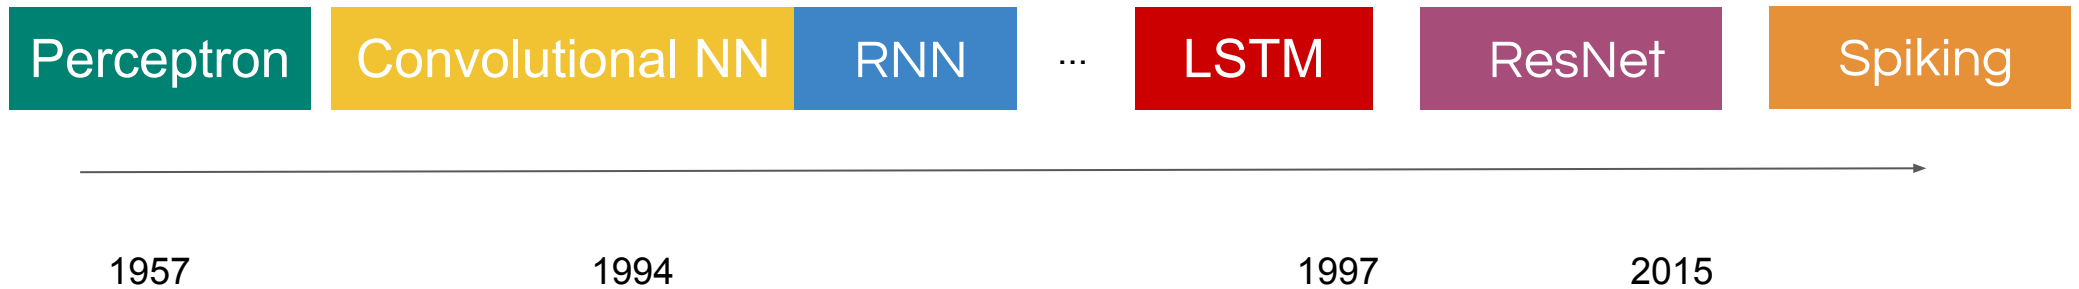 Perceptron Convolutional NN RNN ... LSTM ResNet Spiking
1957 1994 1997 2015